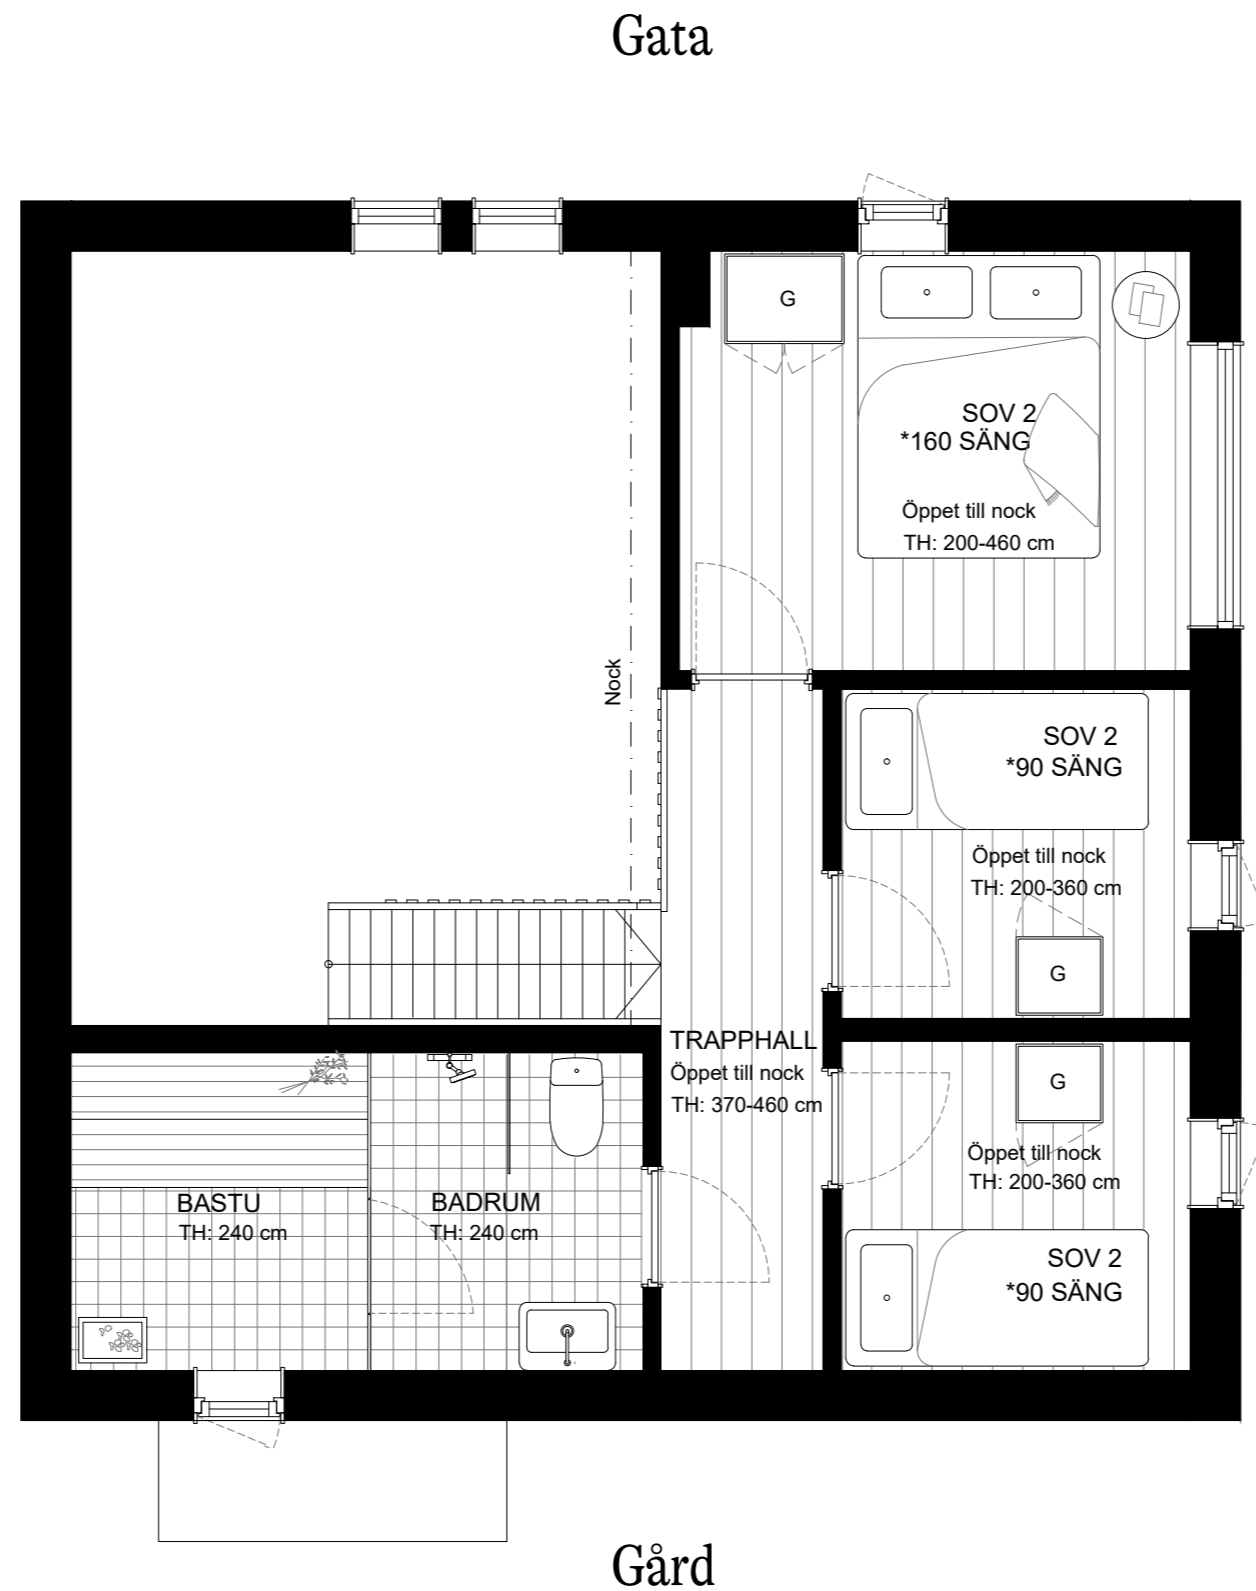 Gata
G
SOV 2
*160 SÄNG
Öppet till nock
TH: 200-460 cm
Nock
SOV 2
*90 SÄNG
Öppet till nock
TH: 200-360 cm
G
TRAPPHALL
Öppet till nock
TH: 370-460 cm
G
Öppet till nock
TH: 200-360 cm
BASTU
TH: 240 cm
BADRUM
TH: 240 cm
SOV 2
*90 SÄNG
Gård